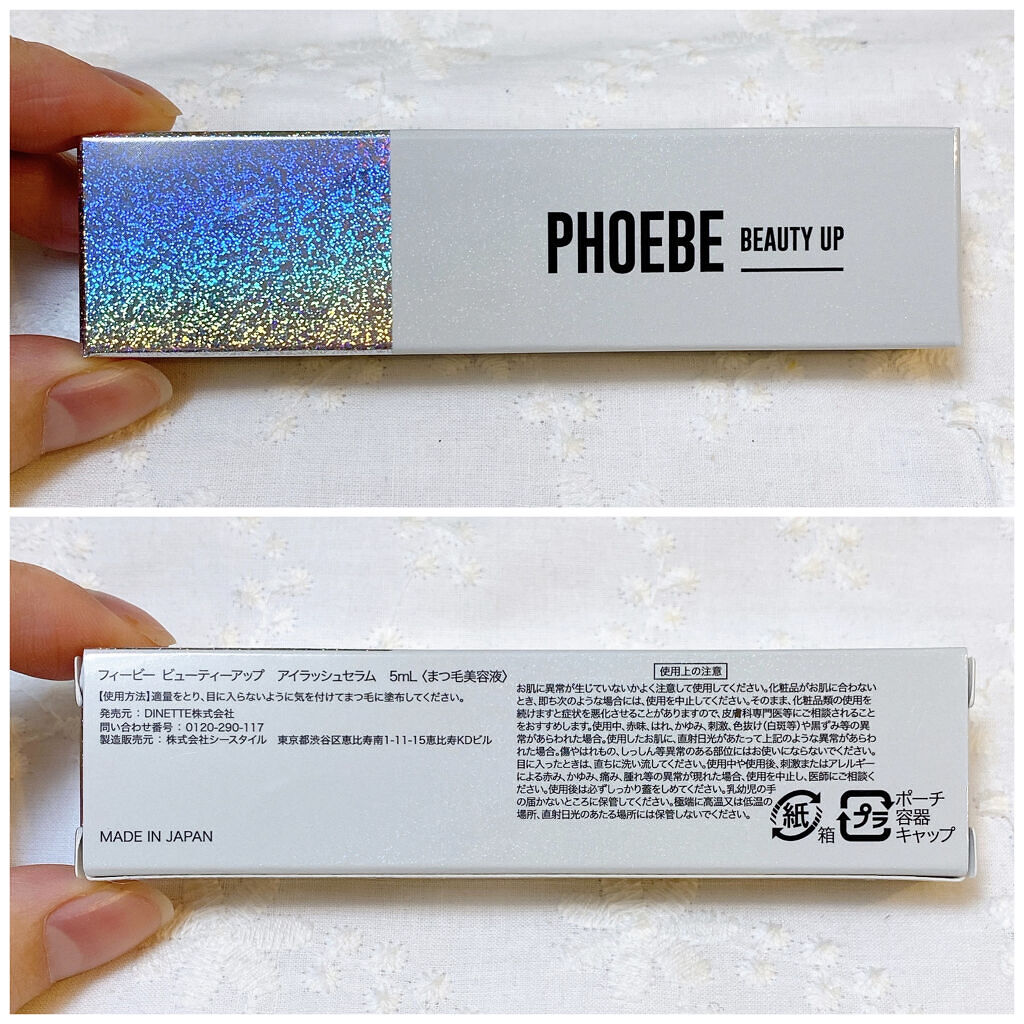 PHOEBE BEAUTY UP
フィービー ビューティーアップ アイラッシュセラム 5mL〈まつ毛美容液〉
【使用方法】適量をとり、目に入らないように気を付けてまつ毛に塗布してください。
発売元：DINETTE株式会社
問い合わせ番号：0120-290-117
製造販売元：株式会社シースタイル 東京都渋谷区恵比寿南1-11-15恵比寿KDビル
MADE IN JAPAN
使用上の注意
お肌に異常が生じていないかよく注意して使用してください。化粧品がお肌に合わない
とき、即ち次のような場合には、使用を中止してください。そのまま、化粧品類の使用を
続けますと症状を悪化させることがありますので、皮膚科専門医等にご相談されること
をおすすめします。使用中、赤味、はれ、かゆみ、刺激、色抜け(白斑等)や黒ずみ等の異
常があらわれた場合。使用したお肌に、直射日光があたって上記のような異常があらわ
れた場合。傷やはれもの、しっしん等異常のある部位にはお使いにならないでください。
目に入ったときは、直ちに洗い流してください。使用中や使用後、刺激またはアレルギー
による赤み、かゆみ、痛み、腫れ等の異常が現れた場合、使用を中止し、医師にご相談く
ださい。使用後は必ずしっかり蓋をしめてください。乳幼児の手
の届かないところに保管してください。極端に高温又は低温の
場所、直射日光のあたる場所には保管しないでください。
紙 箱
プラ ポーチ
容器
キャップ